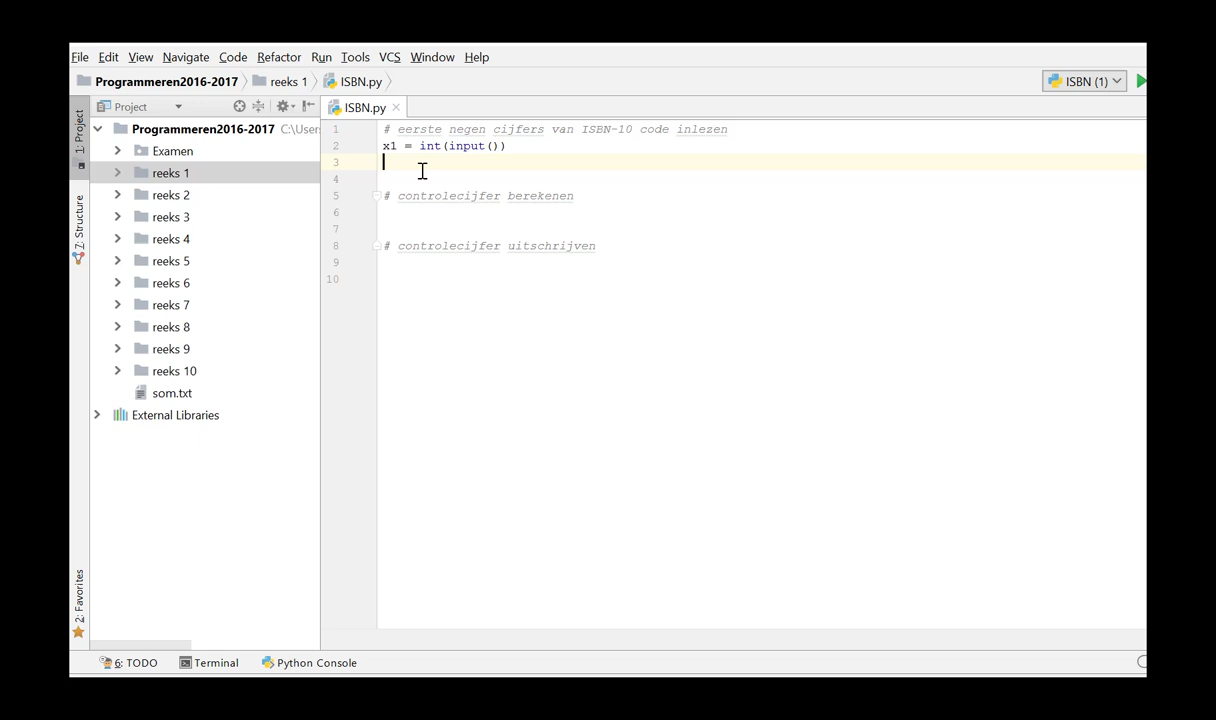 File Edit View Navigate Code Refactor Run Tools VCS Window Help
Programmeren2016-2017 reeks 1 ISBN.py ISBN (1)
1: Project
Project
ISBN.py
Programmeren2016-2017 C:\Users
Examen
reeks 1
reeks 2
reeks 3
reeks 4
reeks 5
reeks 6
reeks 7
reeks 8
reeks 9
reeks 10
som.txt
External Libraries
7: Structure
2: Favorites
1 # eerste negen cijfers van ISBN-10 code inlezen
2 x1 = int(input())
3
4
5 # controlecijfer berekenen
6
7
8 # controlecijfer uitschrijven
9
10
6: TODO Terminal Python Console